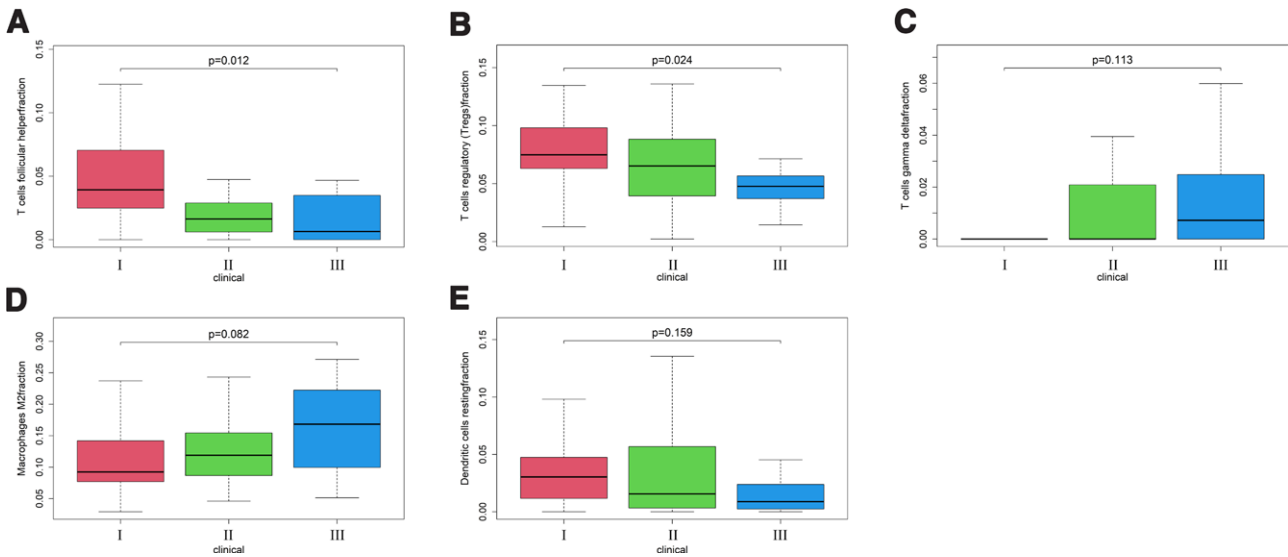 A
T cells follicular helperfraction
0.15
0.10
0.05
0.00
p=0.012
I
II
III
clinical
B
T cells regulatory (Tregs)fraction
0.15
0.10
0.05
0.00
p=0.024
I
II
III
clinical
C
T cells gamma deltafraction
0.06
0.04
0.02
0.00
p=0.113
I
II
III
clinical
D
Macrophages M2fraction
0.30
0.25
0.20
0.15
0.10
0.05
p=0.082
I
II
III
clinical
E
Dendritic cells restingfraction
0.15
0.10
0.05
0.00
p=0.159
I
II
III
clinical